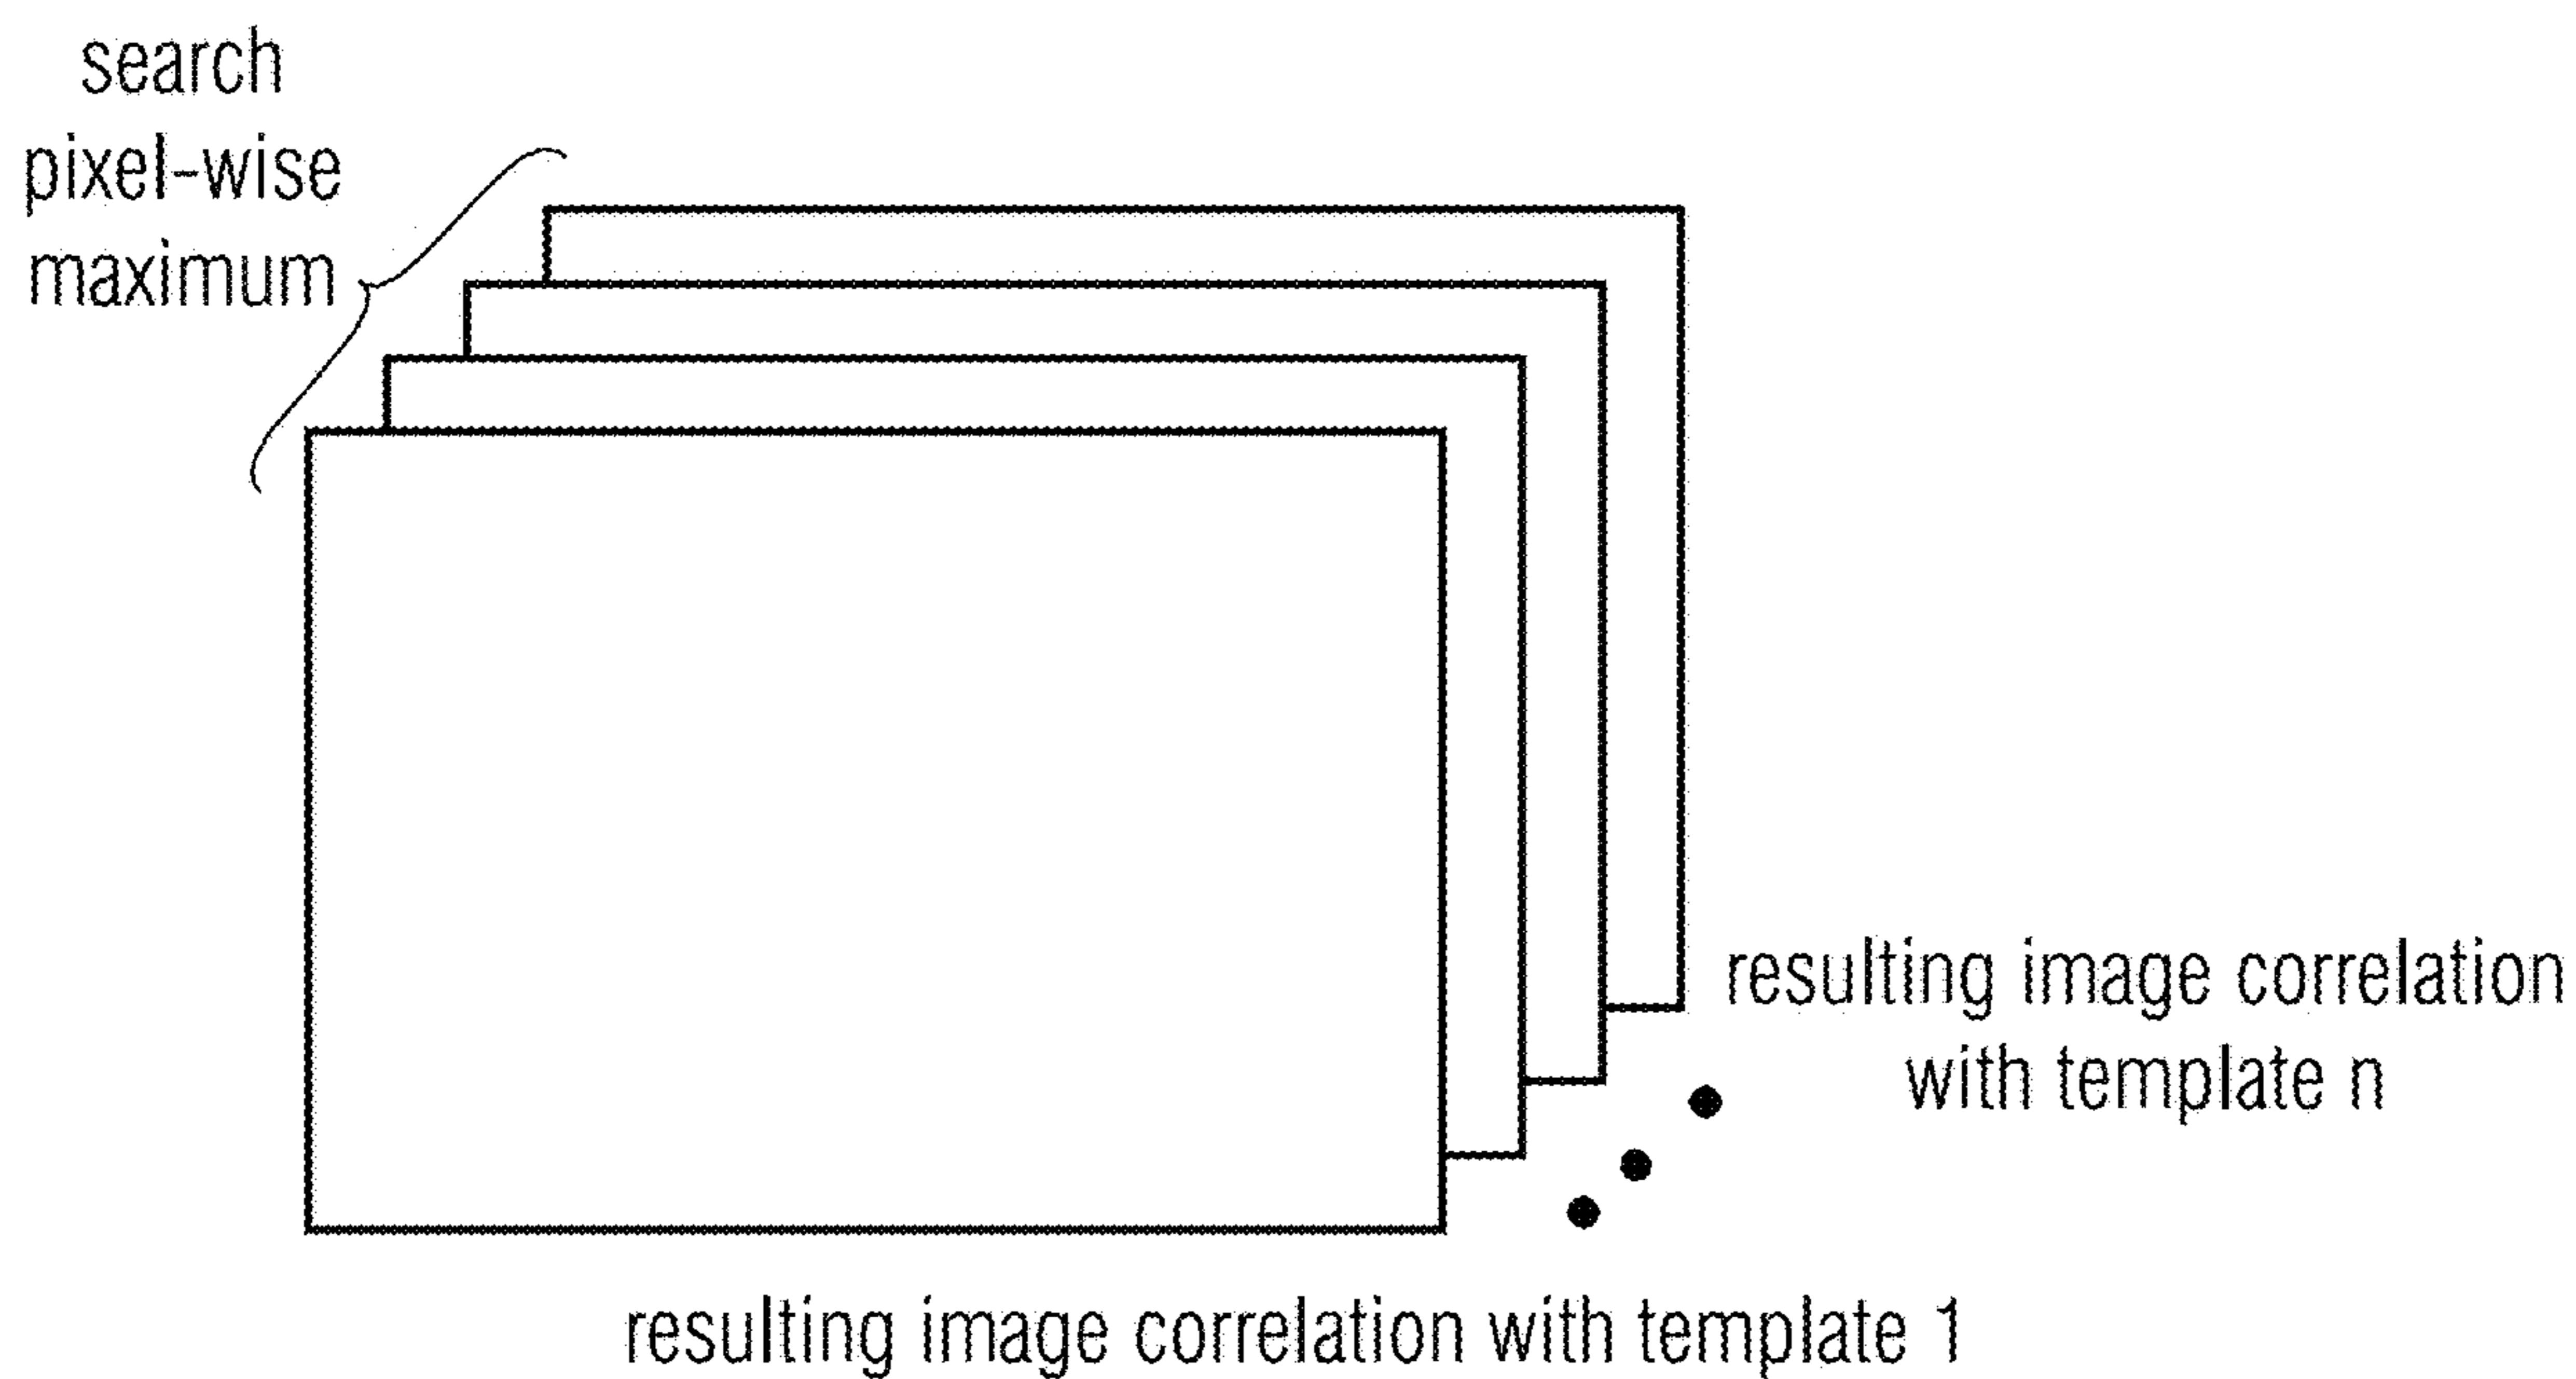 search
pixel-wise
maximum
resulting image correlation
with template n
resulting image correlation with template 1